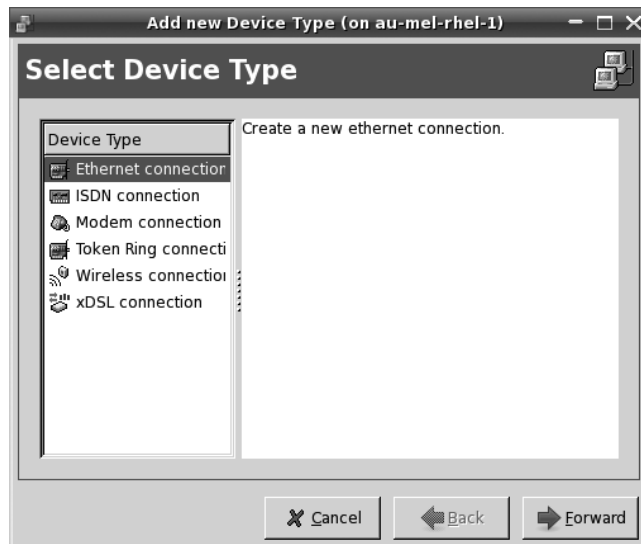 Add new Device Type (on au-mel-rhel-1)
Select Device Type
Device Type
Create a new ethernet connection.
Ethernet connection
ISDN connection
Modem connection
Token Ring connecti
Wireless connection
xDSL connection
Cancel
Back
Forward